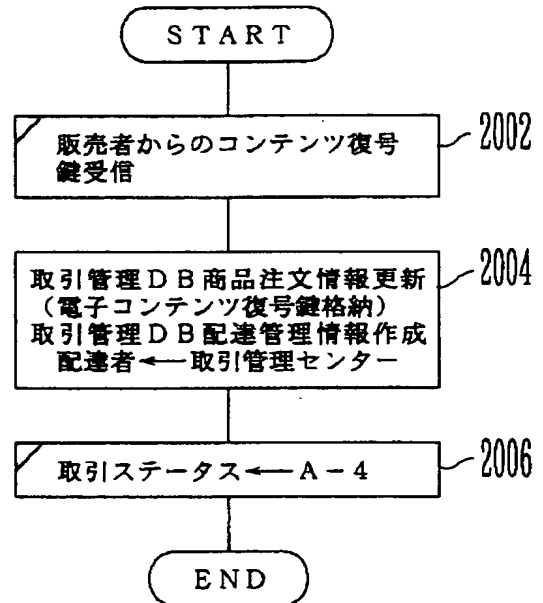 START
販売者からのコンテンツ復号
鍵受信
2002
取引管理DB商品注文情報更新
(電子コンテンツ復号鍵格納)
取引管理DB配達管理情報作成
配達者←取引管理センター
2004
取引ステータス←A-4
2006
END